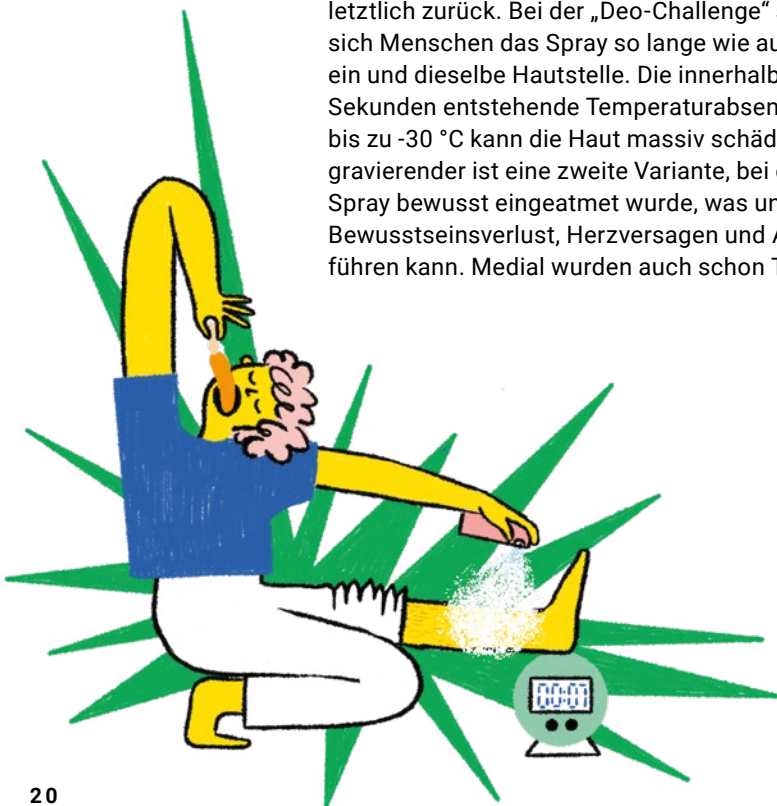 letztlich zurück. Bei der „Deo-Challenge“
sich Menschen das Spray so lange wie au
ein und dieselbe Hautstelle. Die innerhalb
Sekunden entstehende Temperaturabsen
bis zu -30 °C kann die Haut massiv schäd
gravierender ist eine zweite Variante, bei
Spray bewusst eingeatmet wurde, was un
Bewusstseinsverlust, Herzversagen und A
führen kann. Medial wurden auch schon T
00:01
20